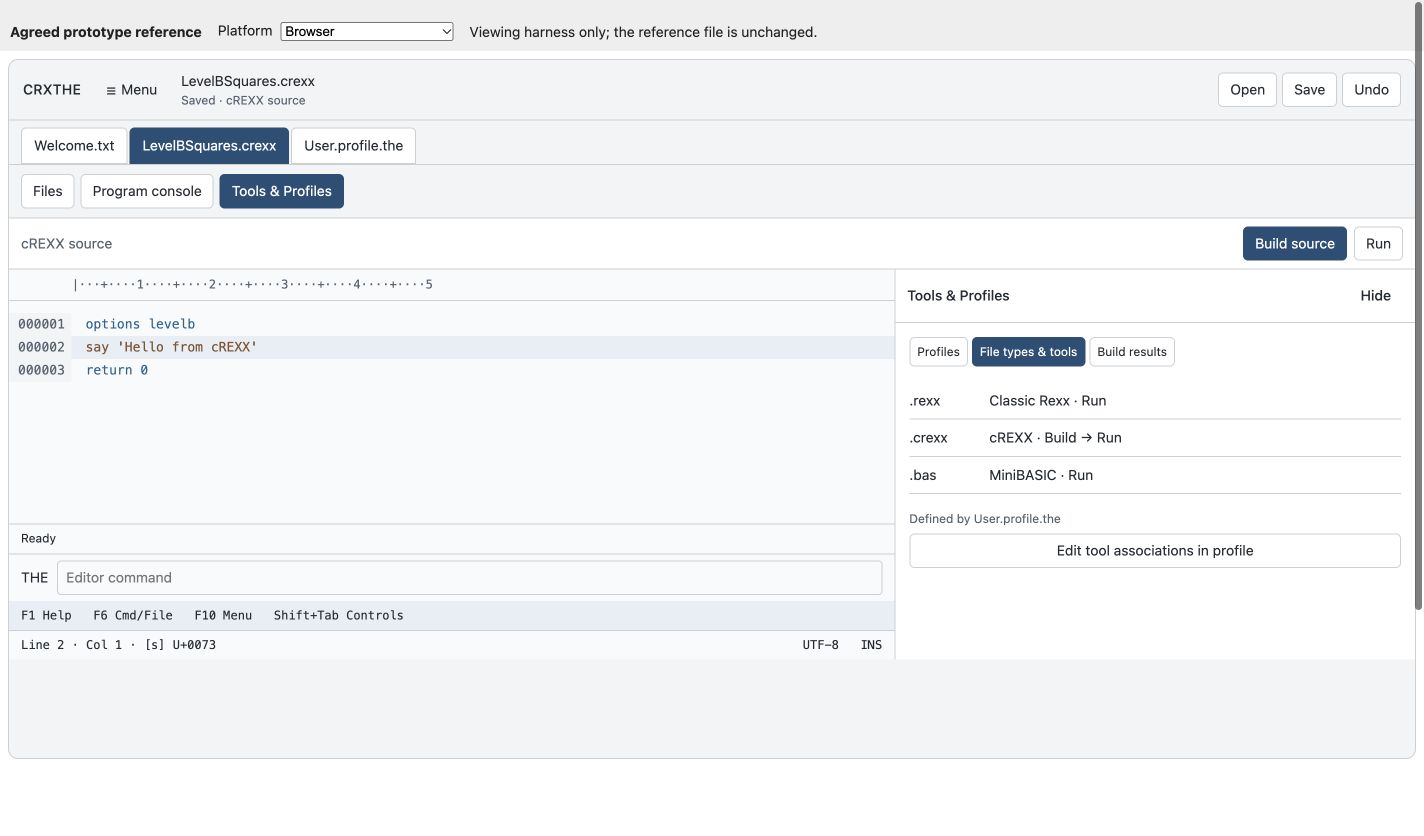 Agreed prototype reference Platform Browser Viewing harness only; the reference file is unchanged.
CRXTHE ≡ Menu LevelBSquares.crexx Open Save Undo
Saved · cREXX source
Welcome.txt LevelBSquares.crexx User.profile.the
Files Program console Tools & Profiles
cREXX source Build source Run
|···+····1····+····2····+····3····+····4····+····5
000001 options levelb
000002 say 'Hello from cREXX'
000003 return 0
Ready
THE Editor command
F1 Help F6 Cmd/File F10 Menu Shift+Tab Controls
Line 2 · Col 1 · [s] U+0073 UTF-8 INS
Tools & Profiles Hide
Profiles File types & tools Build results
.rexx Classic Rexx · Run
.crexx cREXX · Build → Run
.bas MiniBASIC · Run
Defined by User.profile.the
Edit tool associations in profile